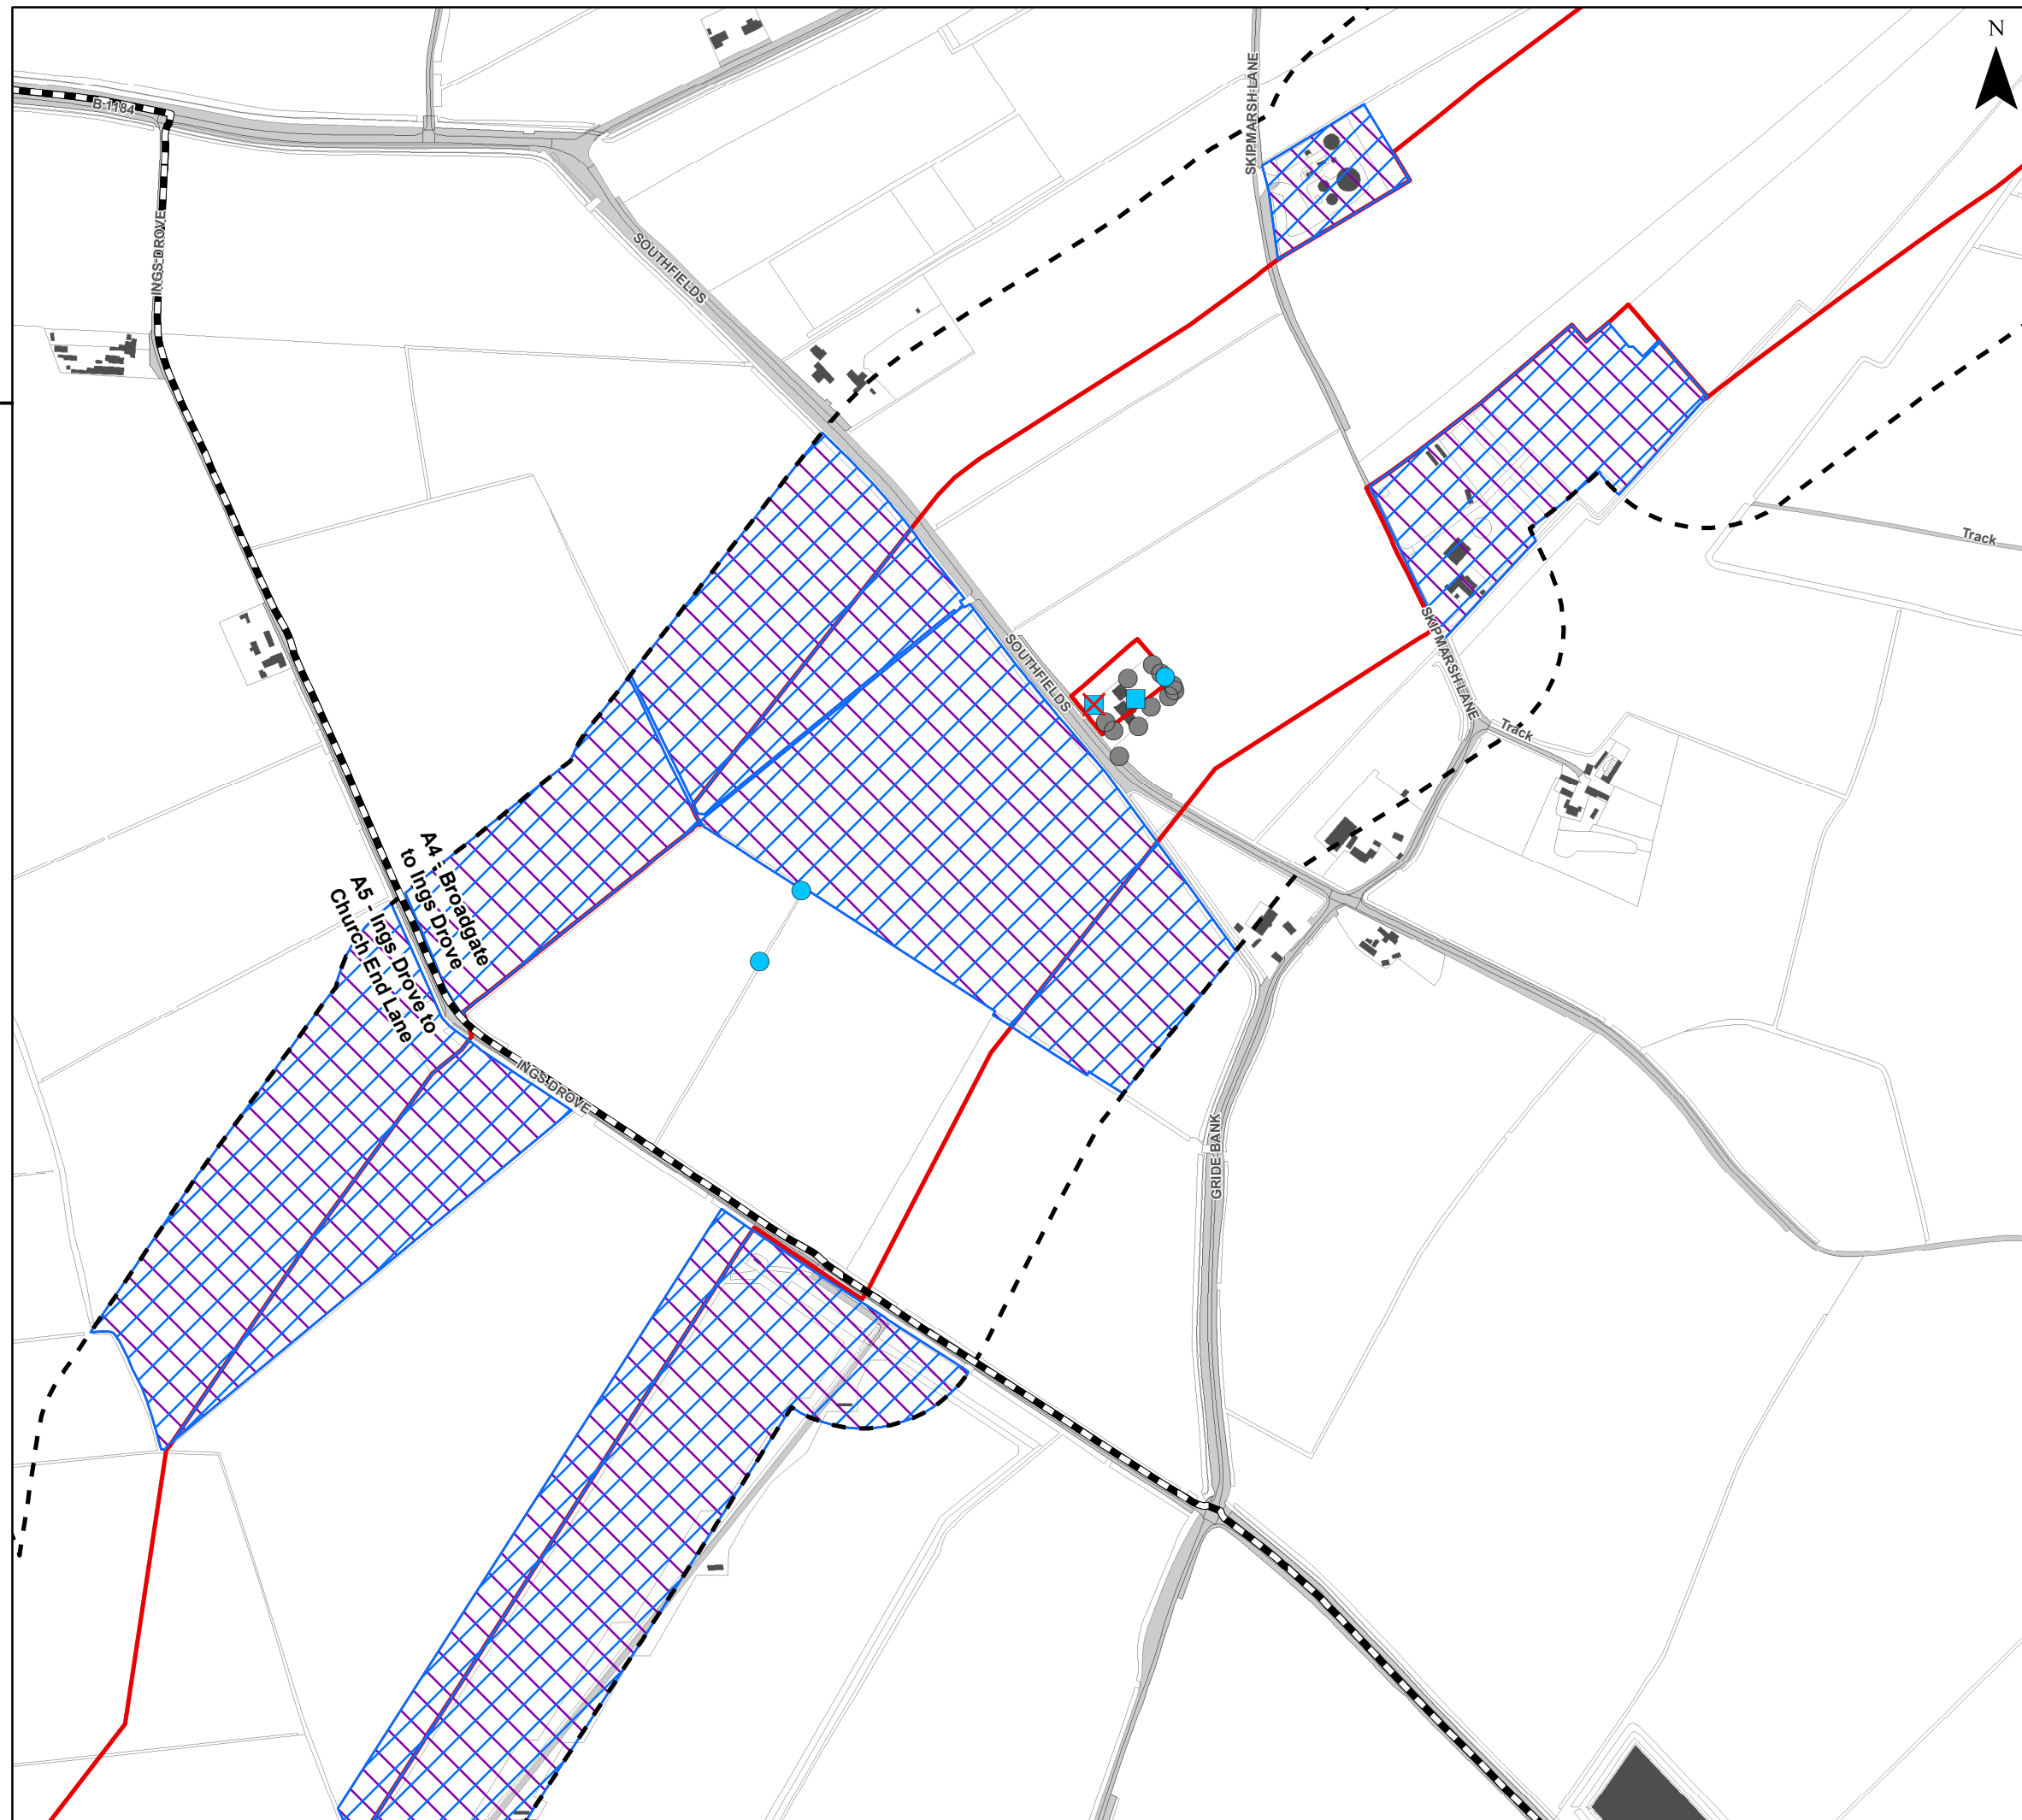 N
B 1184
SKIPMARSH LANE
INGS DROVE
SOUTHFIELDS
Track
SOUTHFIELDS
SKIPMARSH LANE
Track
A4 - Broadgate
to Ings Drove
A5 - Ings Drove to
Church End Lane
INGS DROVE
GRIDE BANK